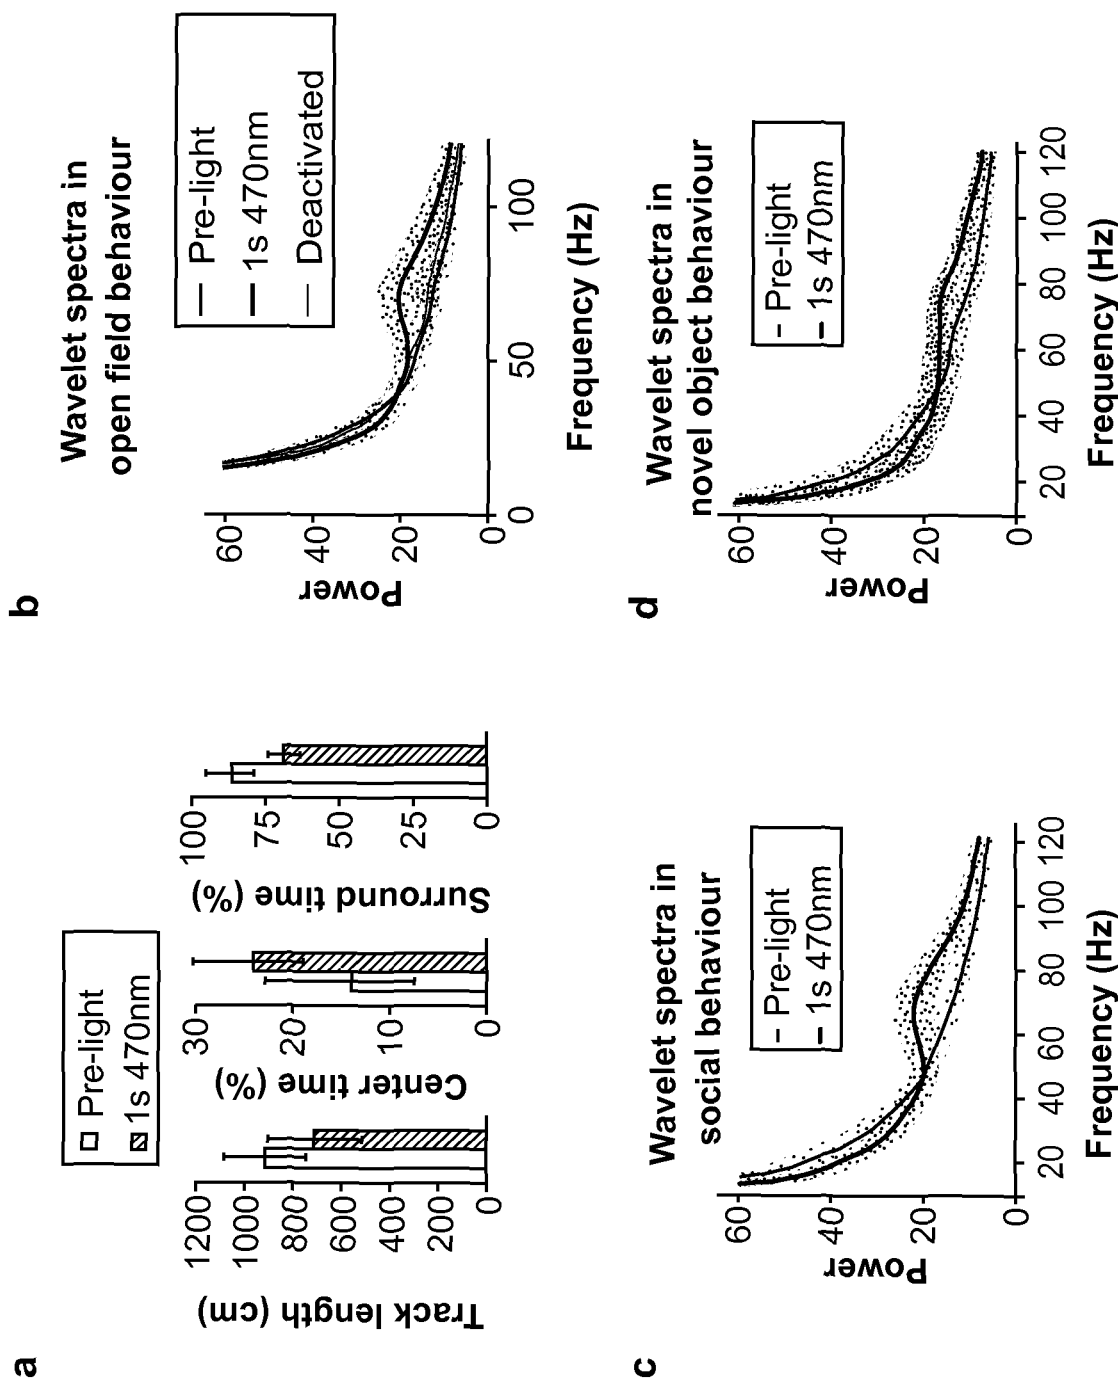 a
Pre-light
1s 470nm
Track length (cm)
1200
1000
800
600
400
200
0
Center time (%)
30
20
10
0
Surround time (%)
100
75
50
25
0
b
Wavelet spectra in
open field behaviour
Pre-light
1s 470nm
Deactivated
Power
60
40
20
0
0
50
100
Frequency (Hz)
c
Wavelet spectra in
social behaviour
Pre-light
1s 470nm
Power
60
40
20
0
20
40
60
80
100
120
Frequency (Hz)
d
Wavelet spectra in
novel object behaviour
Pre-light
1s 470nm
Power
60
40
20
0
20
40
60
80
100
120
Frequency (Hz)